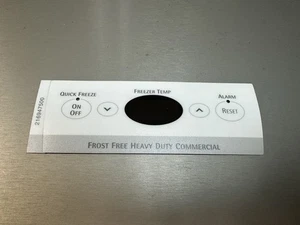 QUICK FREEZE FREEZER TEMP ALARM
ON
OFF
RESET
FROST FREE HEAVY DUTY COMMERCIAL